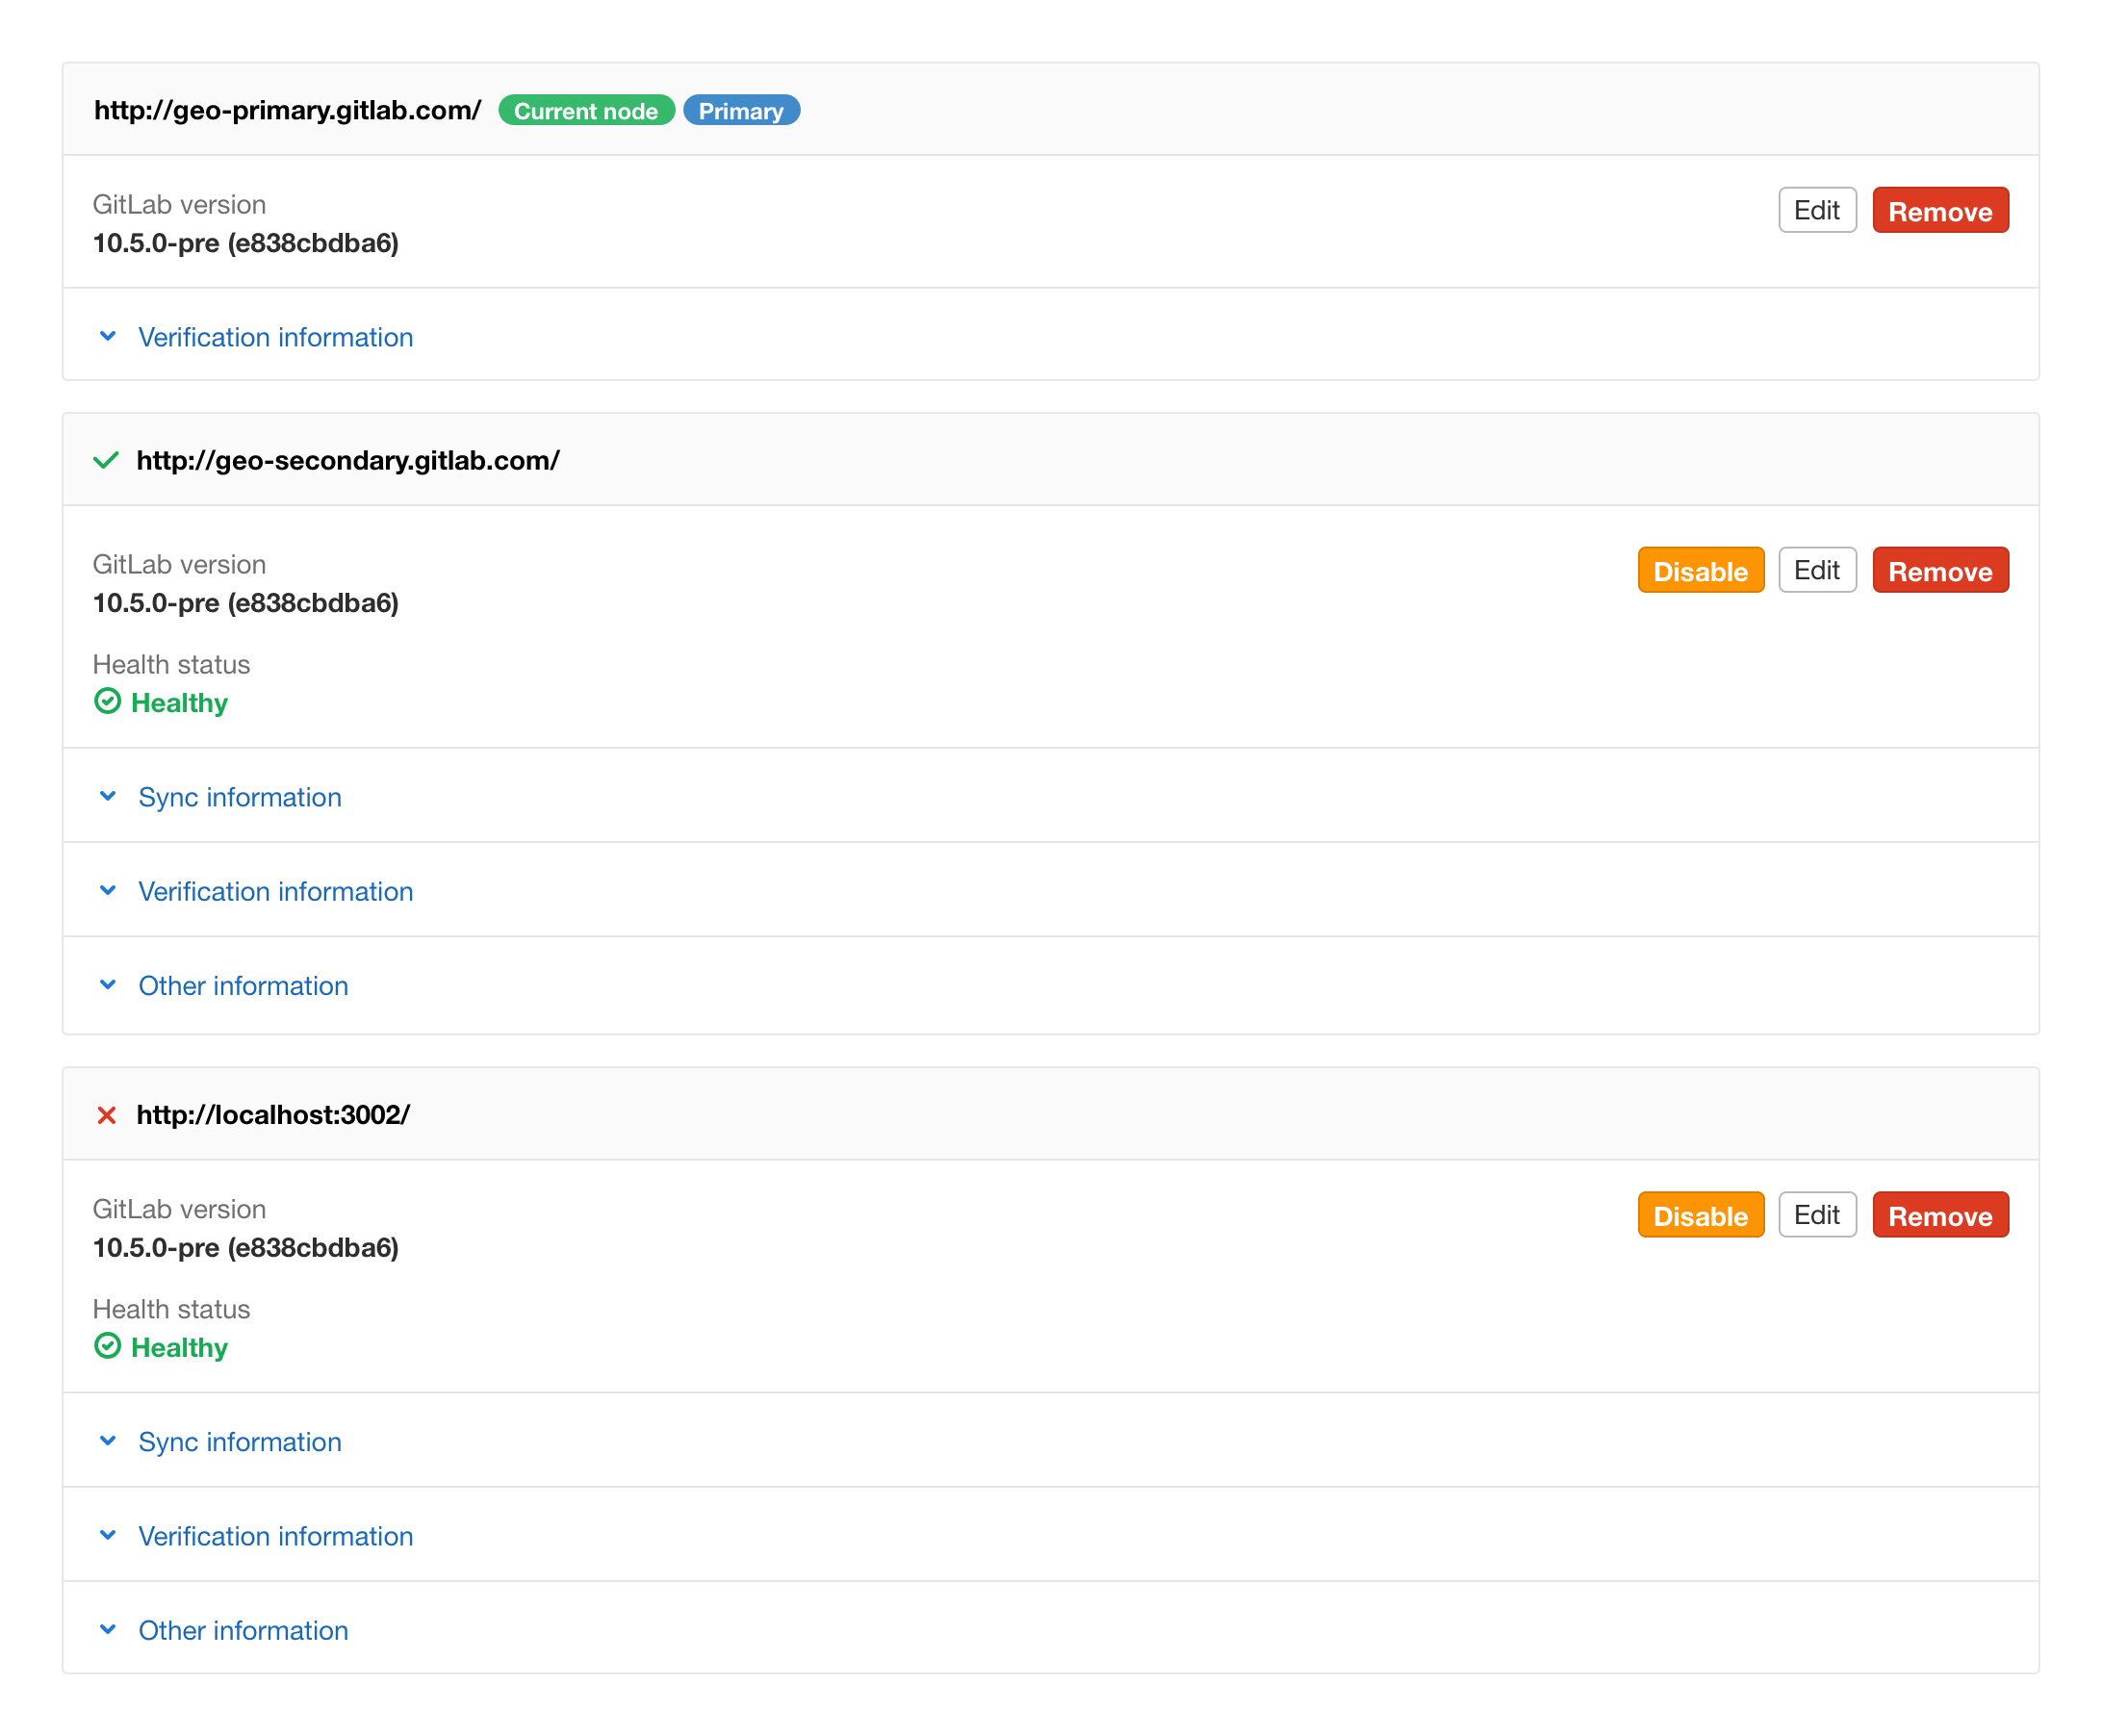 http://geo-primary.gitlab.com/ Current node Primary
GitLab version
10.5.0-pre (e838cbdba6)
Edit Remove
Verification information
http://geo-secondary.gitlab.com/
GitLab version
10.5.0-pre (e838cbdba6)
Disable Edit Remove
Health status
Healthy
Sync information
Verification information
Other information
http://localhost:3002/
GitLab version
10.5.0-pre (e838cbdba6)
Disable Edit Remove
Health status
Healthy
Sync information
Verification information
Other information